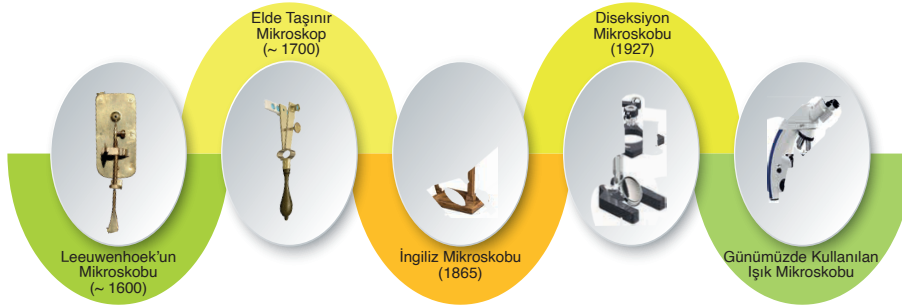 Leeuwenhoek'un
Mikroskobu
(~ 1600)
Elde Taşınır
Mikroskop
(~ 1700)
İngiliz Mikroskobu
(1865)
Diseksiyon
Mikroskobu
(1927)
Günümüzde Kullanılan
Işık Mikroskobu